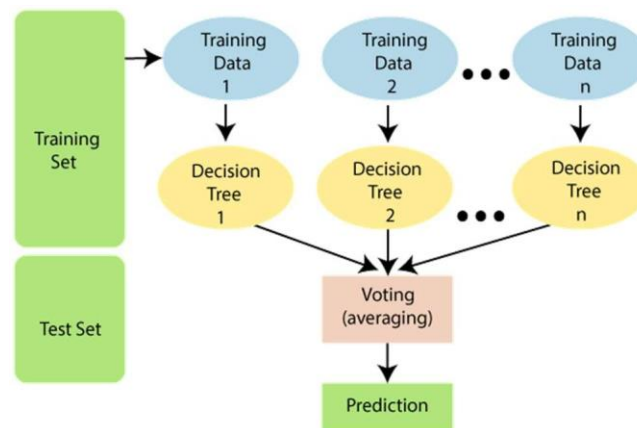 Training
Set
Test Set
Training
Data
1
Training
Data
2
Training
Data
n
Decision
Tree
1
Decision
Tree
2
Decision
Tree
n
Voting
(averaging)
Prediction